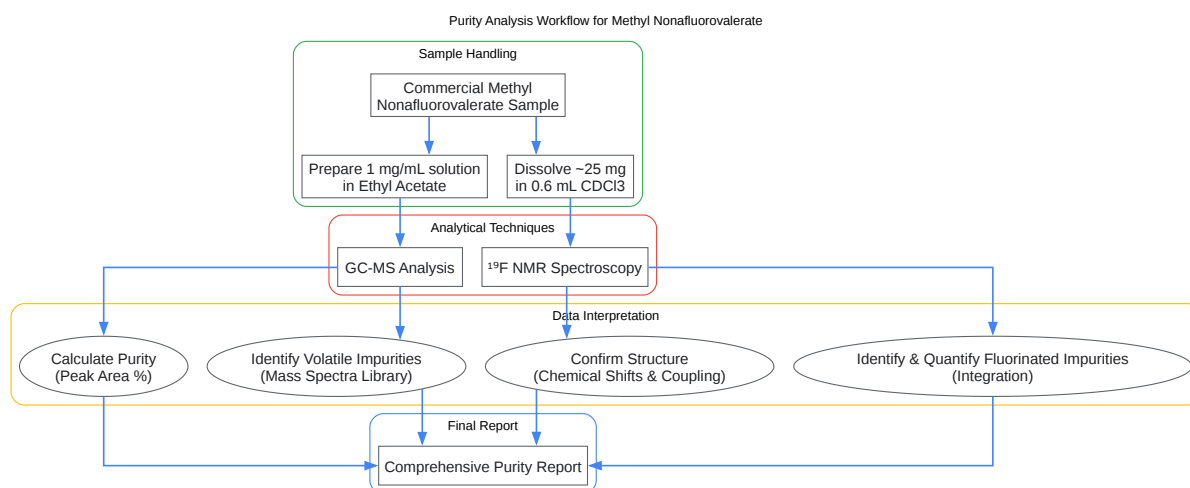 Purity Analysis Workflow for Methyl Nonafluorovalerate
Sample Handling
Commercial Methyl
Nonafluorovalerate Sample
Prepare 1 mg/mL solution
in Ethyl Acetate
Dissolve ~25 mg
in 0.6 mL CDCl3
Analytical Techniques
GC-MS Analysis
¹⁹F NMR Spectroscopy
Data Interpretation
Calculate Purity
(Peak Area %)
Identify Volatile Impurities
(Mass Spectra Library)
Confirm Structure
(Chemical Shifts & Coupling)
Identify & Quantify Fluorinated Impurities
(Integration)
Final Report
Comprehensive Purity Report